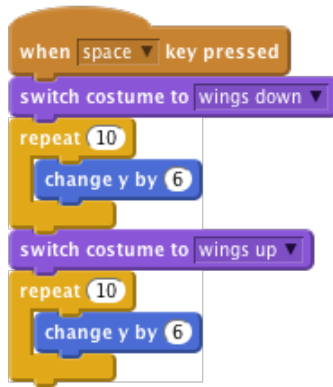 when space key pressed
switch costume to wings down
repeat 10
change y by 6
switch costume to wings up
repeat 10
change y by 6